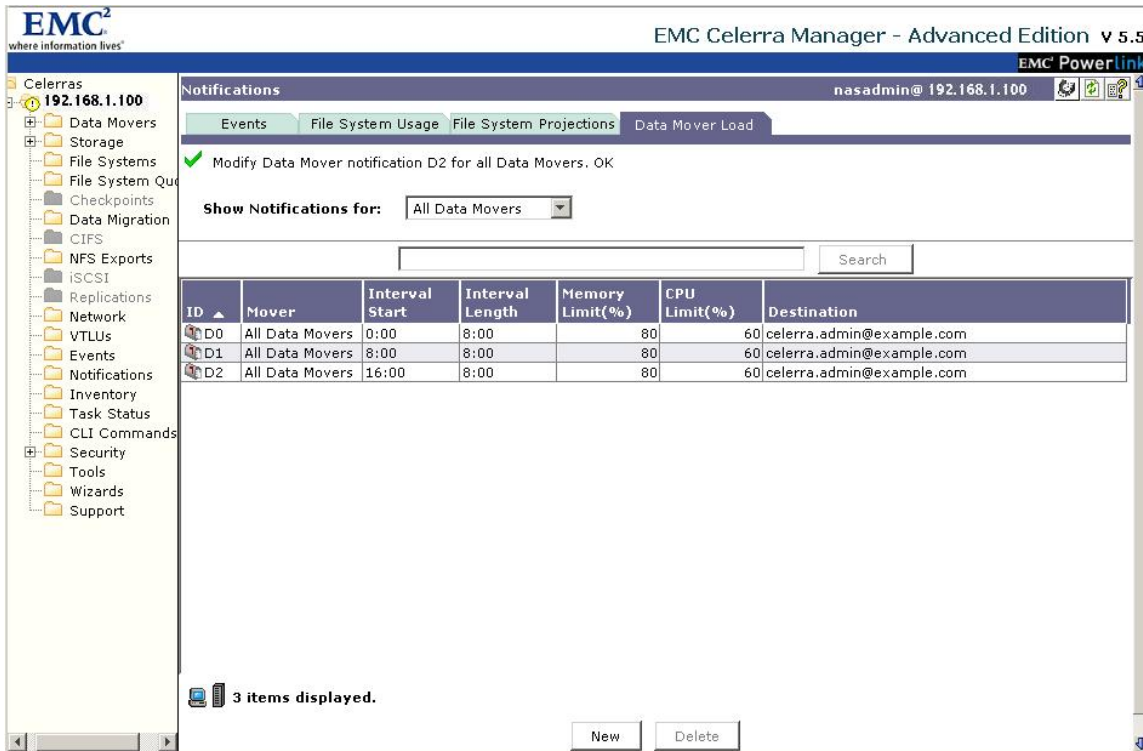 EMC²
where information lives®
EMC Celerra Manager - Advanced Edition v 5.5
EMC² Powerlink
Celerras
192.168.1.100
Data Movers
Storage
File Systems
File System Quo
Checkpoints
Data Migration
CIFS
NFS Exports
iSCSI
Replications
Network
VTLUs
Events
Notifications
Inventory
Task Status
CLI Commands
Security
Tools
Wizards
Support
Notifications nasadmin@ 192.168.1.100
Events File System Usage File System Projections Data Mover Load
Modify Data Mover notification D2 for all Data Movers. OK
Show Notifications for: All Data Movers
Search
ID Mover Interval Start Interval Length Memory Limit(%) CPU Limit(%) Destination
D0 All Data Movers 0:00 8:00 80 60 celerra.admin@example.com
D1 All Data Movers 8:00 8:00 80 60 celerra.admin@example.com
D2 All Data Movers 16:00 8:00 80 60 celerra.admin@example.com
3 items displayed.
New Delete